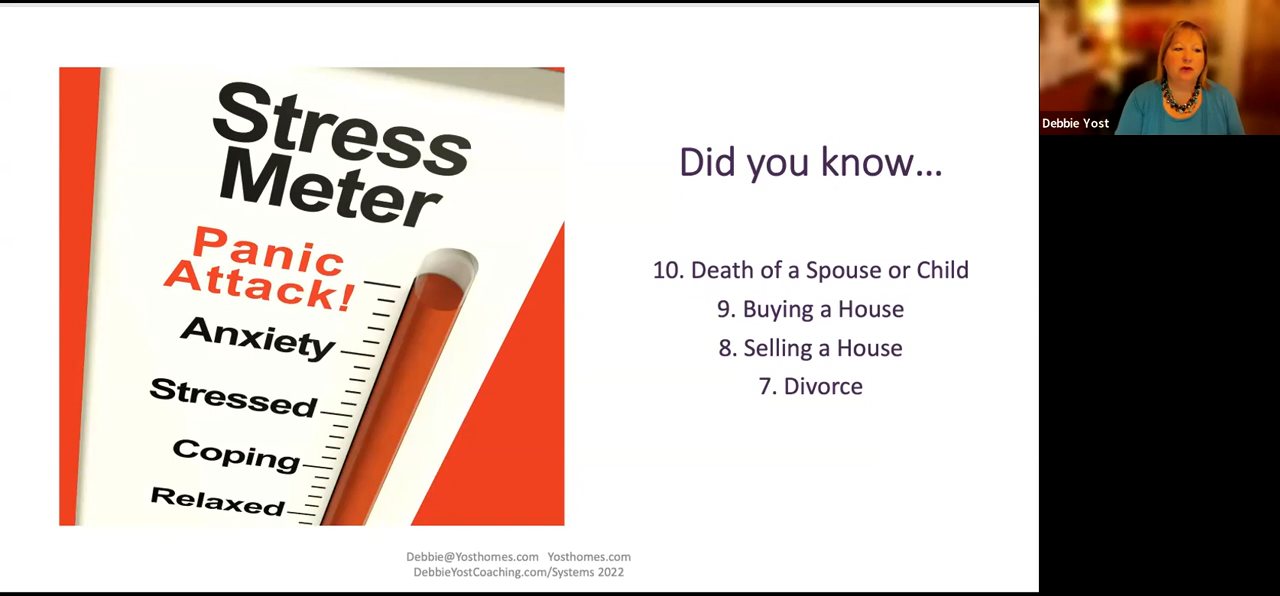 Stress
Meter
Panic
Attack!
Anxiety
Stressed
Coping
Relaxed
Did you know...
10. Death of a Spouse or Child
9. Buying a House
8. Selling a House
7. Divorce
Debbie@Yosthomes.com Yosthomes.com
DebbieYostCoaching.com/Systems 2022
Debbie Yost